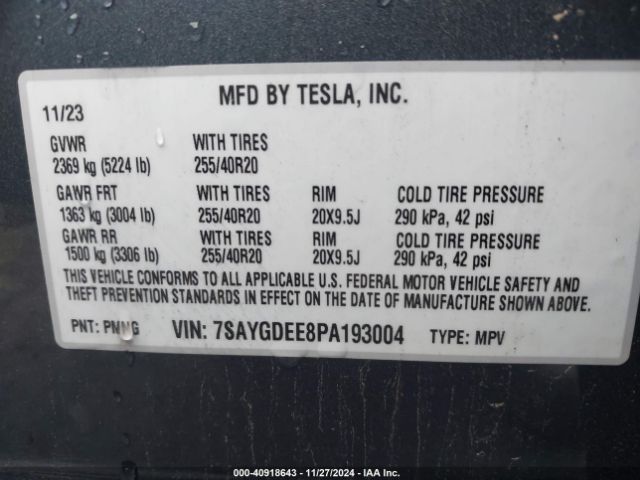 MFD BY TESLA, INC.
11/23
GVWR WITH TIRES
2369 kg (5224 lb) 255/40R20
GAWR FRT WITH TIRES RIM COLD TIRE PRESSURE
1363 kg (3004 lb) 255/40R20 20X9.5J 290 kPa, 42 psi
GAWR RR WITH TIRES RIM COLD TIRE PRESSURE
1500 kg (3306 lb) 255/40R20 20X9.5J 290 kPa, 42 psi
THIS VEHICLE CONFORMS TO ALL APPLICABLE U.S. FEDERAL MOTOR VEHICLE SAFETY AND
THEFT PREVENTION STANDARDS IN EFFECT ON THE DATE OF MANUFACTURE SHOWN ABOVE.
PNT: VIN: 7SAYGDEE8PA193004 TYPE: MPV
000-40918643 - 11/27/2024 - IAA Inc.